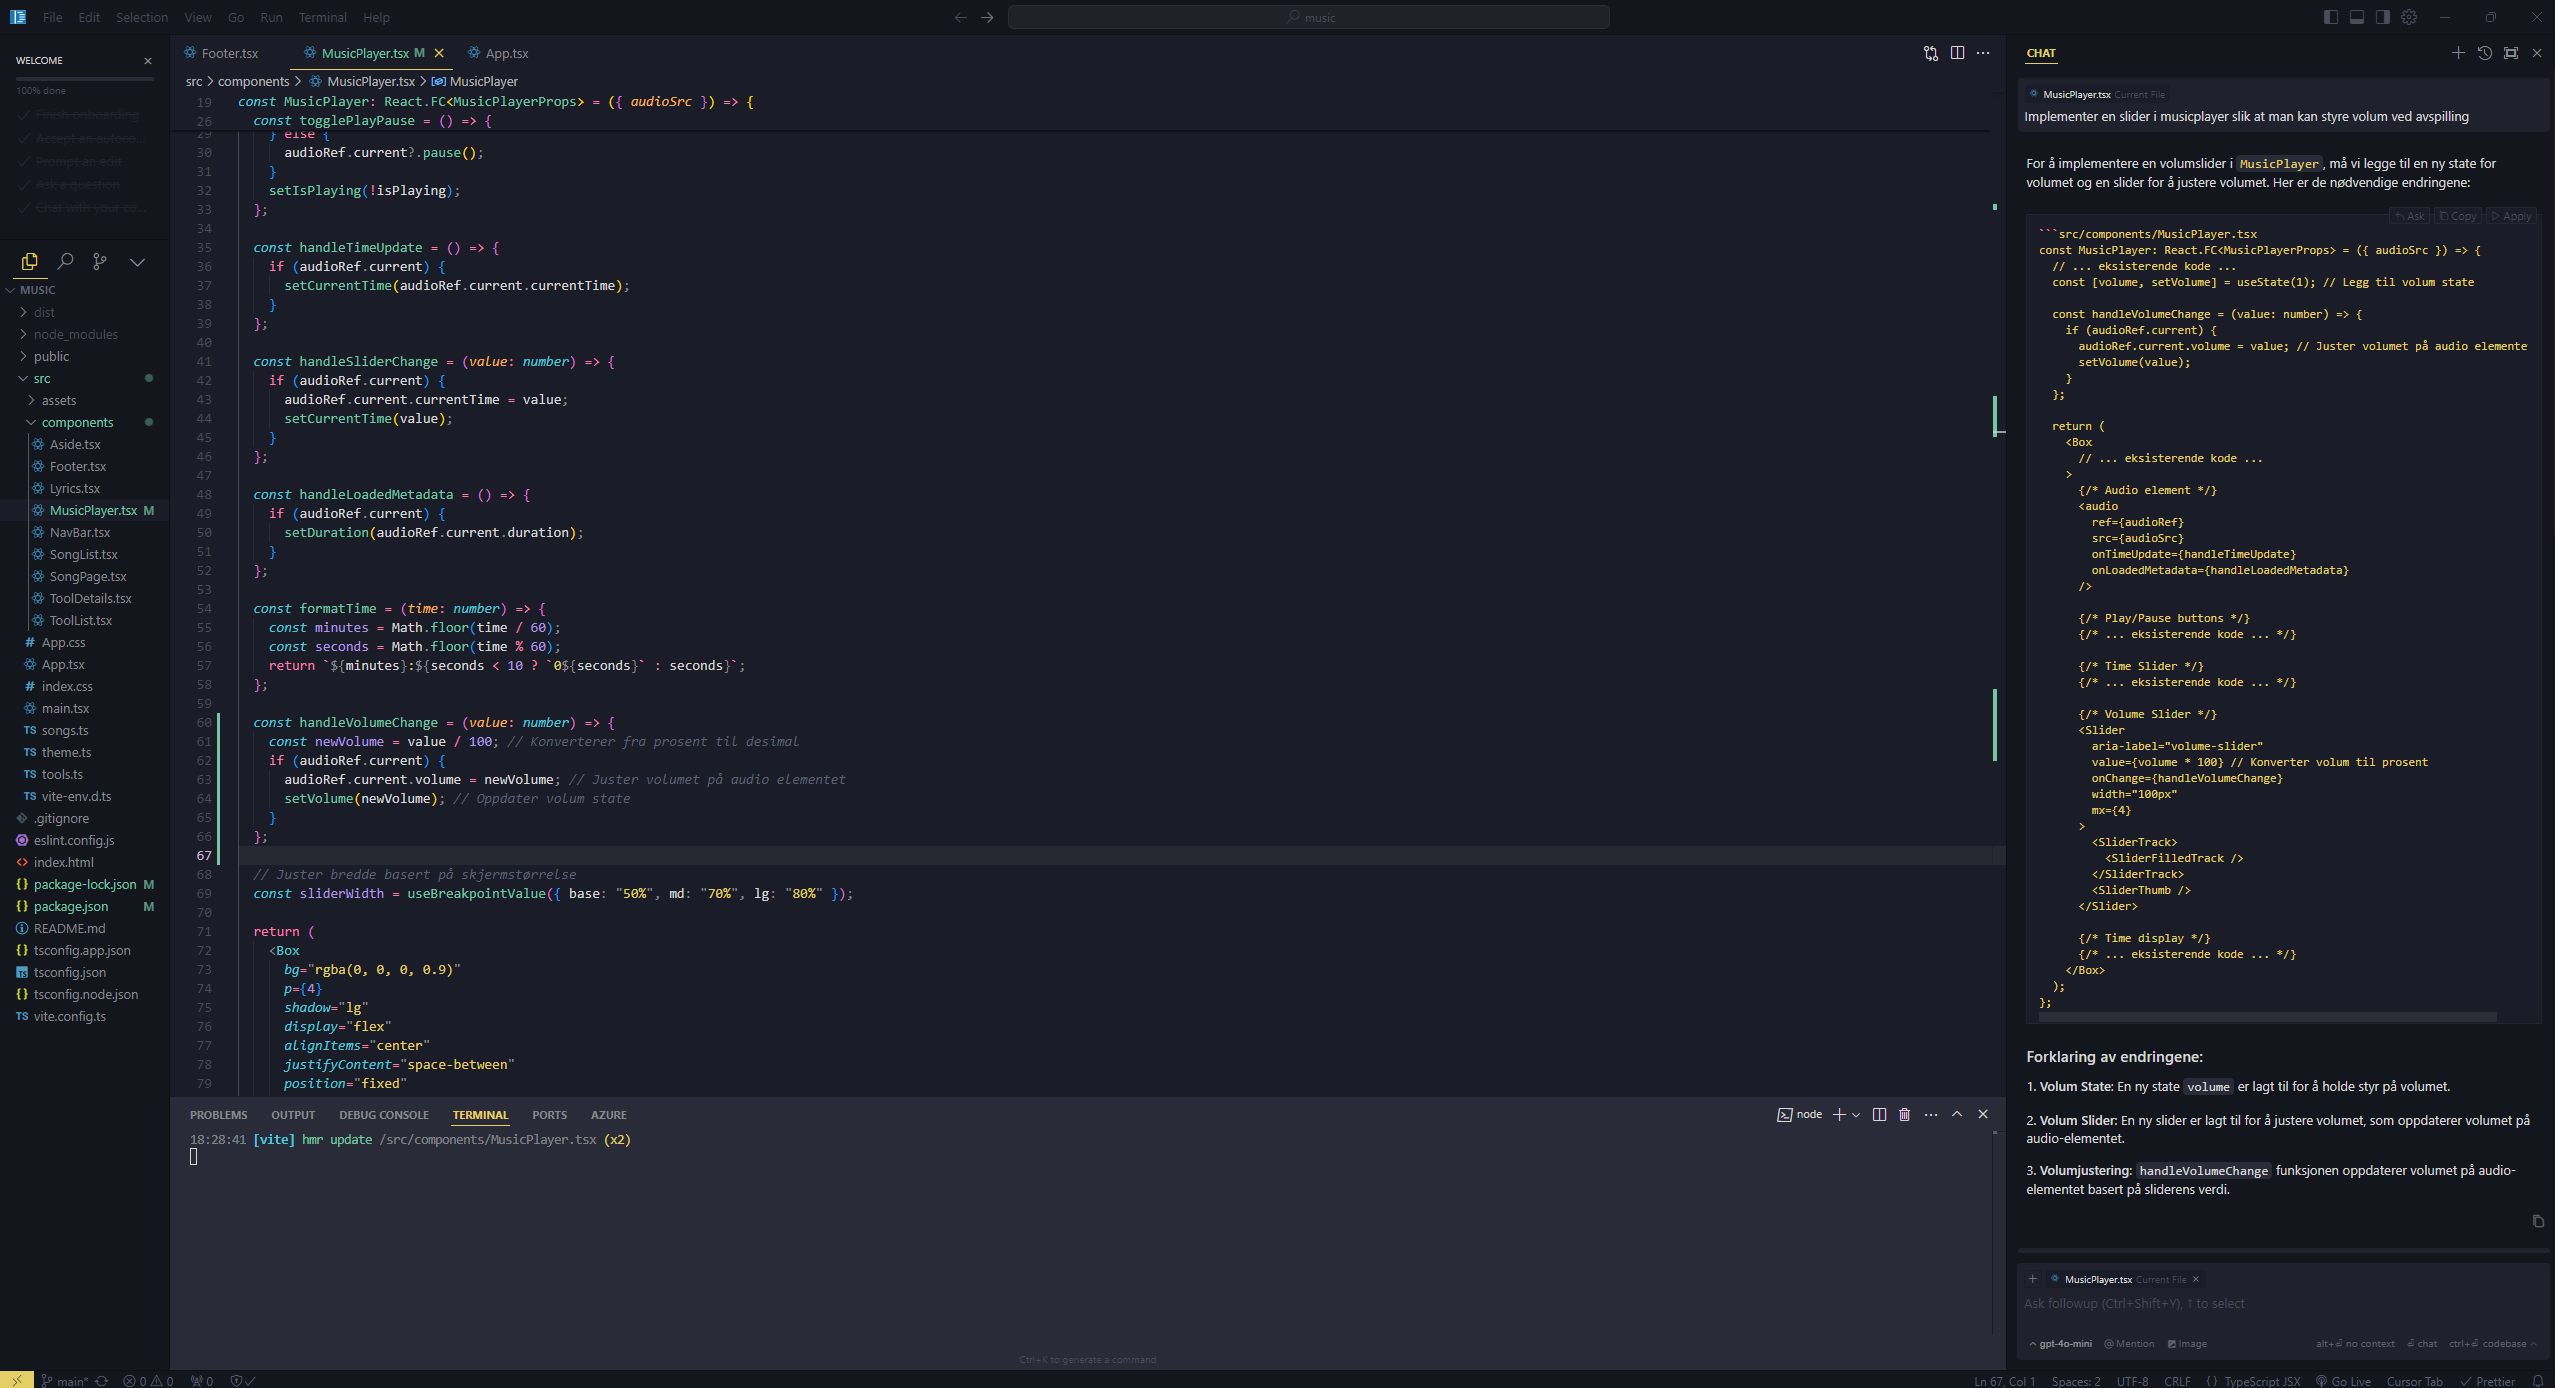 File Edit Selection View Go Run Terminal Help
music
WELCOME
100% done
Finish onboarding
Accept an autoco...
Prompt an edit
Ask a question
Chat with your co...
MUSIC
dist
node_modules
public
src
assets
components
Aside.tsx
Footer.tsx
Lyrics.tsx
MusicPlayer.tsx M
NavBar.tsx
SongList.tsx
SongPage.tsx
ToolDetails.tsx
ToolList.tsx
# App.css
App.tsx
# index.css
main.tsx
TS songs.ts
TS theme.ts
TS tools.ts
TS vite-env.d.ts
.gitignore
eslint.config.js
<> index.html
{} package-lock.json M
{} package.json M
README.md
{} tsconfig.app.json
TS tsconfig.json
{} tsconfig.node.json
TS vite.config.ts
Footer.tsx MusicPlayer.tsx M App.tsx
src > components > MusicPlayer.tsx > MusicPlayer
19 const MusicPlayer: React.FC<MusicPlayerProps> = ({ audioSrc }) => {
26 const togglePlayPause = () => {
29 } else {
30 audioRef.current?.pause();
31 }
32 setIsPlaying(!isPlaying);
33 };
34
35 const handleTimeUpdate = () => {
36 if (audioRef.current) {
37 setCurrentTime(audioRef.current.currentTime);
38 }
39 };
40
41 const handleSliderChange = (value: number) => {
42 if (audioRef.current) {
43 audioRef.current.currentTime = value;
44 setCurrentTime(value);
45 }
46 };
47
48 const handleLoadedMetadata = () => {
49 if (audioRef.current) {
50 setDuration(audioRef.current.duration);
51 }
52 };
53
54 const formatTime = (time: number) => {
55 const minutes = Math.floor(time / 60);
56 const seconds = Math.floor(time % 60);
57 return `${minutes}:${seconds < 10 ? `0${seconds}` : seconds}`;
58 };
59
60 const handleVolumeChange = (value: number) => {
61 const newVolume = value / 100; // Konverterer fra prosent til desimal
62 if (audioRef.current) {
63 audioRef.current.volume = newVolume; // Juster volumet på audio elementet
64 setVolume(newVolume); // Oppdater volum state
65 }
66 };
67
68 // Juster bredde basert på skjermstørrelse
69 const sliderWidth = useBreakpointValue({ base: "50%", md: "70%", lg: "80%" });
70
71 return (
72 <Box
73 bg="rgba(0, 0, 0, 0.9)"
74 p={4}
75 shadow="lg"
76 display="flex"
77 alignItems="center"
78 justifyContent="space-between"
79 position="fixed"
PROBLEMS OUTPUT DEBUG CONSOLE TERMINAL PORTS AZURE
node
18:28:41 [vite] hmr update /src/components/MusicPlayer.tsx (x2)
Ctrl+K to generate a command
CHAT
MusicPlayer.tsx Current File
Implementer en slider i musicplayer slik at man kan styre volum ved avspilling
For å implementere en volumslider i MusicPlayer, må vi legge til en ny state for
volumet og en slider for å justere volumet. Her er de nødvendige endringene:
Ask Copy Apply
```src/components/MusicPlayer.tsx
const MusicPlayer: React.FC<MusicPlayerProps> = ({ audioSrc }) => {
// ... eksisterende kode ...
const [volume, setVolume] = useState(1); // Legg til volum state
const handleVolumeChange = (value: number) => {
if (audioRef.current) {
audioRef.current.volume = value; // Juster volumet på audio elemente
setVolume(value);
}
};
return (
<Box
// ... eksisterende kode ...
>
{/* Audio element */}
<audio
ref={audioRef}
src={audioSrc}
onTimeUpdate={handleTimeUpdate}
onLoadedMetadata={handleLoadedMetadata}
/>
{/* Play/Pause buttons */}
{/* ... eksisterende kode ... */}
{/* Time Slider */}
{/* ... eksisterende kode ... */}
{/* Volume Slider */}
<Slider
aria-label="volume-slider"
value={volume * 100} // Konverter volum til prosent
onChange={handleVolumeChange}
width="100px"
mx={4}
>
<SliderTrack>
<SliderFilledTrack />
</SliderTrack>
<SliderThumb />
</Slider>
{/* Time display */}
{/* ... eksisterende kode ... */}
</Box>
);
};
Forklaring av endringene:
1. Volum State: En ny state volume er lagt til for å holde styr på volumet.
2. Volum Slider: En ny slider er lagt til for å justere volumet, som oppdaterer volumet på
audio-elementet.
3. Volumjustering: handleVolumeChange funksjonen oppdaterer volumet på audio-
elementet basert på sliderens verdi.
MusicPlayer.tsx Current File
Ask followup (Ctrl+Shift+Y), ↑ to select
gpt-4o-mini @ Mention Image alt+⏎ no context ⏎ chat ctrl+⏎ codebase
main* 0 0 0
Ln 67, Col 1 Spaces: 2 UTF-8 CRLF {} TypeScript JSX Go Live Cursor Tab Prettier